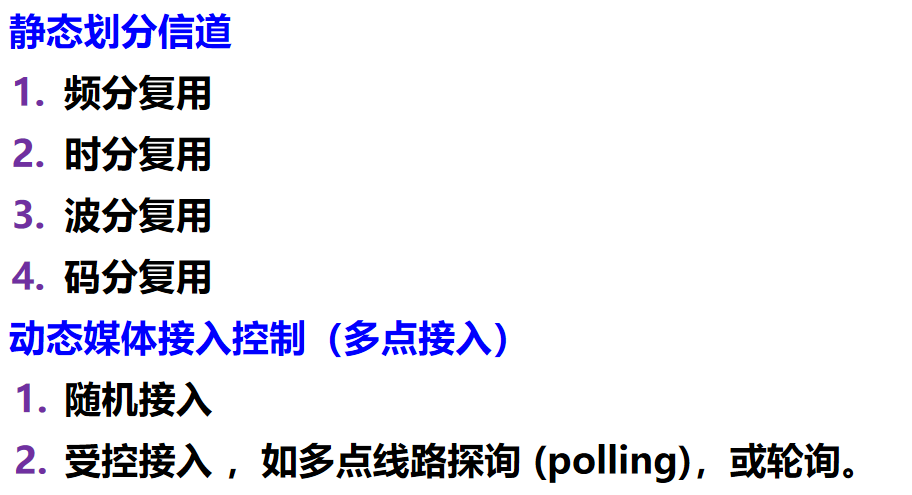 静态划分信道
1. 频分复用
2. 时分复用
3. 波分复用
4. 码分复用
动态媒体接入控制（多点接入）
1. 随机接入
2. 受控接入 ，如多点线路探询 (polling)，或轮询。